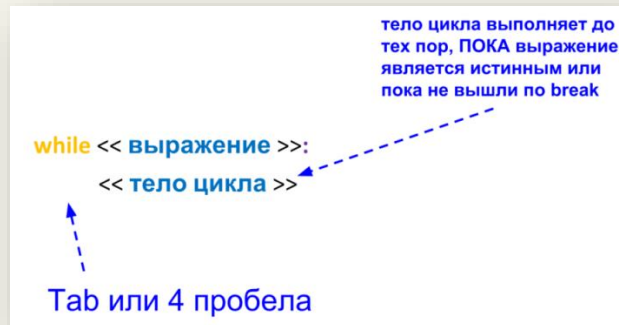 тело цикла выполняет до
тех пор, ПОКА выражение
является истинным или
пока не вышли по break
while << выражение >>:
<< тело цикла >>
Tab или 4 пробела